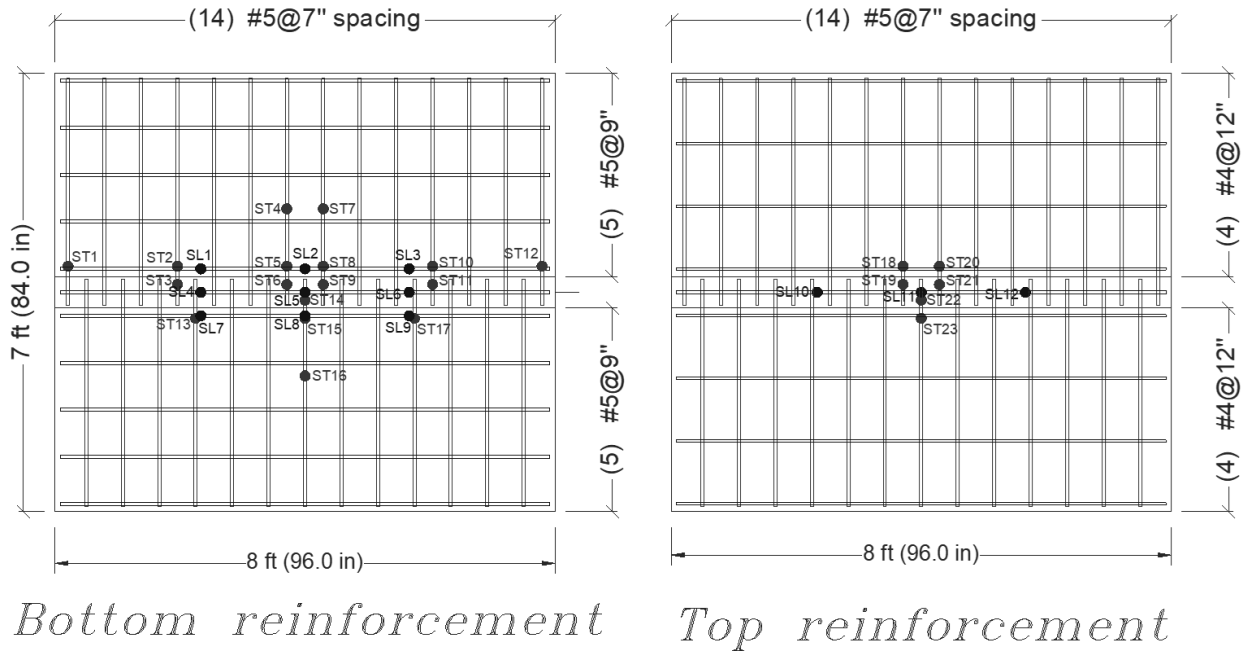 (14) #5@7" spacing
ST4 ST7
ST1 ST2 SL1 ST5 SL2 ST8 SL3 ST10 ST12
ST3 ST6 ST9 ST11
SL4 SL5 ST14 SL6
ST13 SL7 SL8 ST15 SL9 ST17
ST16
7 ft (84.0 in)
(5) #5@9"
(5) #5@9"
8 ft (96.0 in)
Bottom reinforcement
(14) #5@7" spacing
ST18 ST20
ST19 ST21
SL10 SL11 ST22 SL12
ST23
(4) #4@12"
(4) #4@12"
8 ft (96.0 in)
Top reinforcement